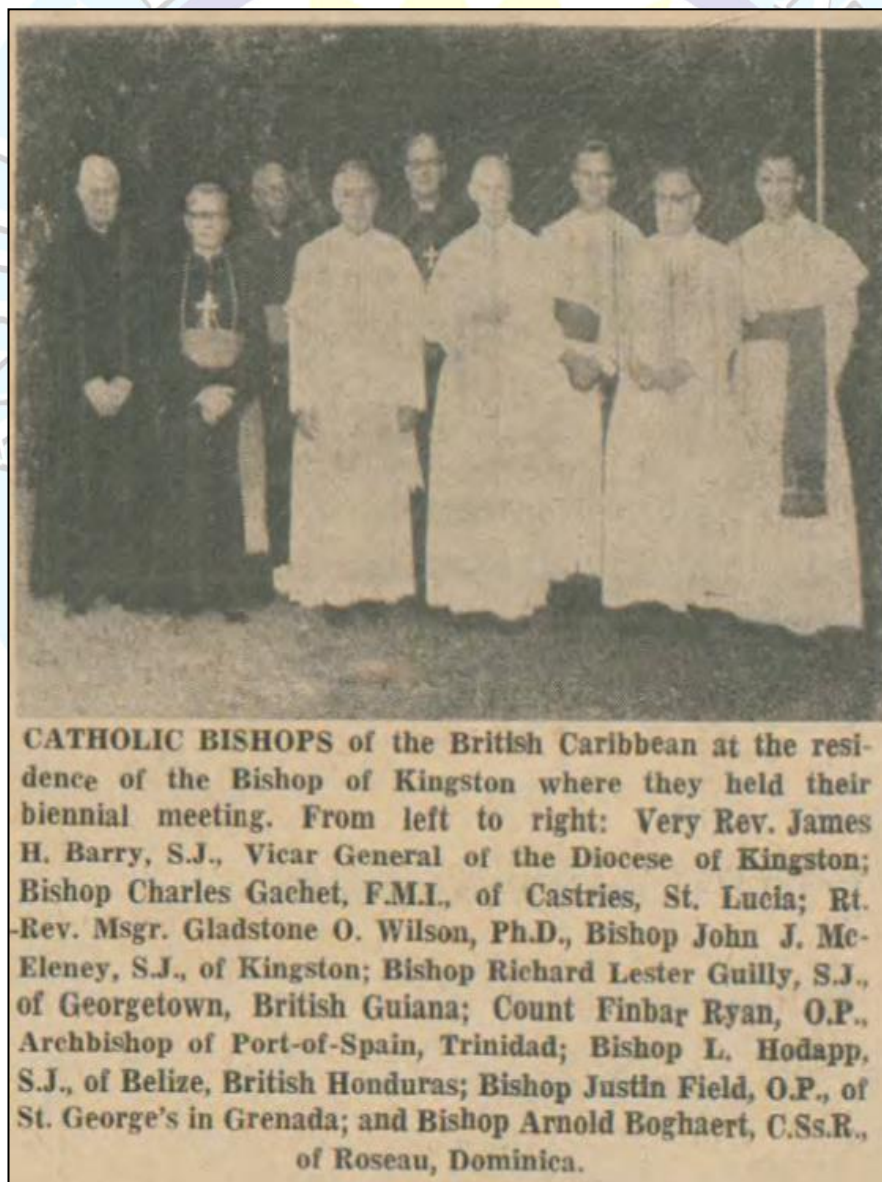 CATHOLIC BISHOPS of the British Caribbean at the resi-
dence of the Bishop of Kingston where they held their
biennial meeting. From left to right: Very Rev. James
H. Barry, S.J., Vicar General of the Diocese of Kingston;
Bishop Charles Gachet, F.M.I., of Castries, St. Lucia; Rt.
-Rev. Msgr. Gladstone O. Wilson, Ph.D., Bishop John J. Mc-
Eleney, S.J., of Kingston; Bishop Richard Lester Guilly, S.J.,
of Georgetown, British Guiana; Count Finbar Ryan, O.P.,
Archbishop of Port-of-Spain, Trinidad; Bishop L. Hodapp,
S.J., of Belize, British Honduras; Bishop Justin Field, O.P., of
St. George's in Grenada; and Bishop Arnold Boghaert, C.Ss.R.,
of Roseau, Dominica.